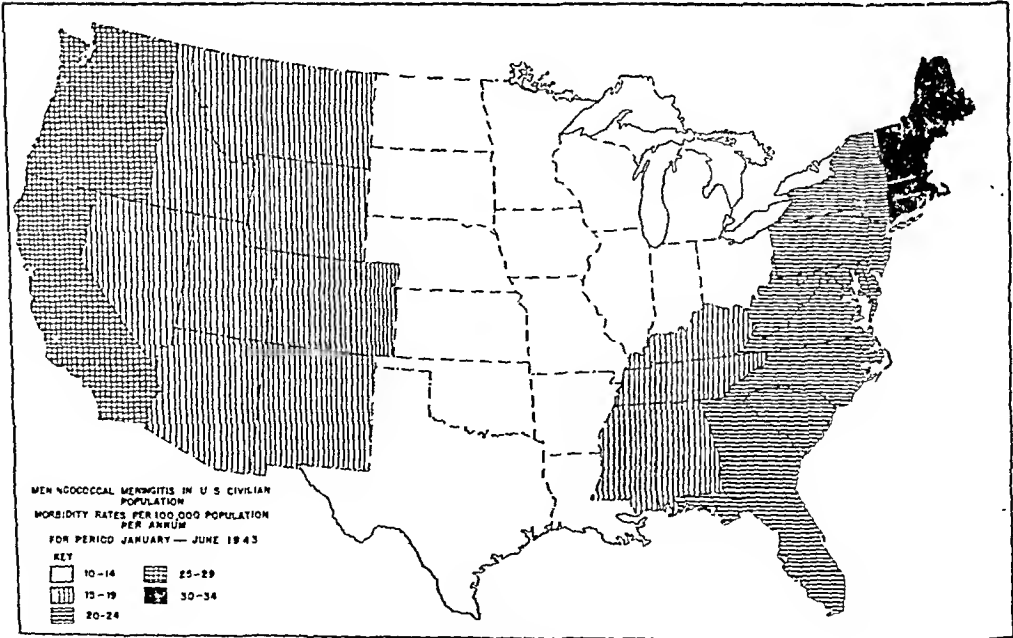 MENINGOCOCCAL MENINGITIS IN U S CIVILIAN
POPULATION
MORBIDITY RATES PER 100,000 POPULATION
PER ANNUM
FOR PERIOD JANUARY — JUNE 1943
KEY
10-14
25-29
15-19
30-34
20-24